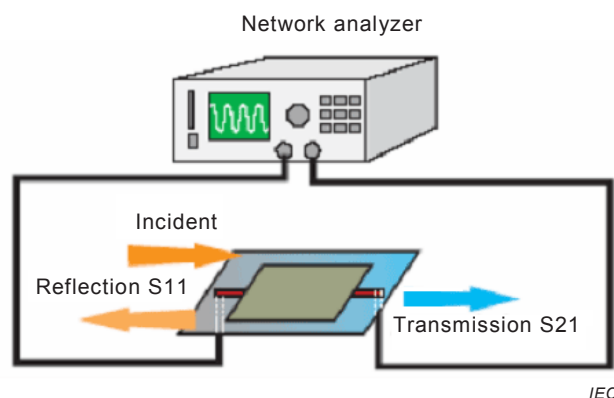 Network analyzer
Incident
Reflection S11
Transmission S21
IEC